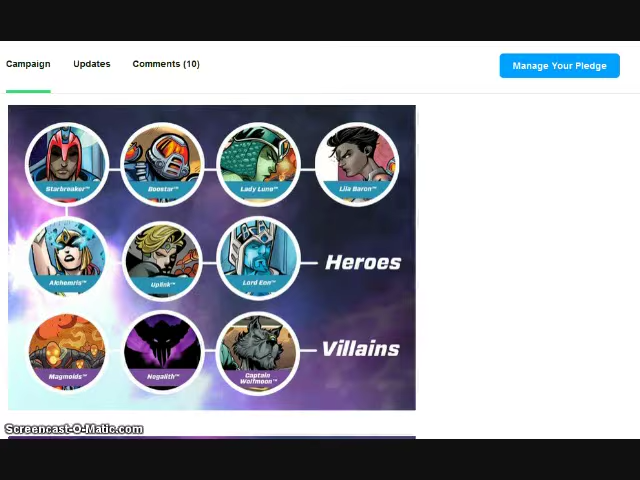 Campaign Updates Comments (10) Manage Your Pledge
Starbreaker™ Booster™ Lady Luna™ Lila Baron™
Alchemris™ Uplink™ Lord Eon™ Heroes
Magmoids™ Negalith™ Captain Wolfmoon™ Villains
Screencast-O-Matic.com